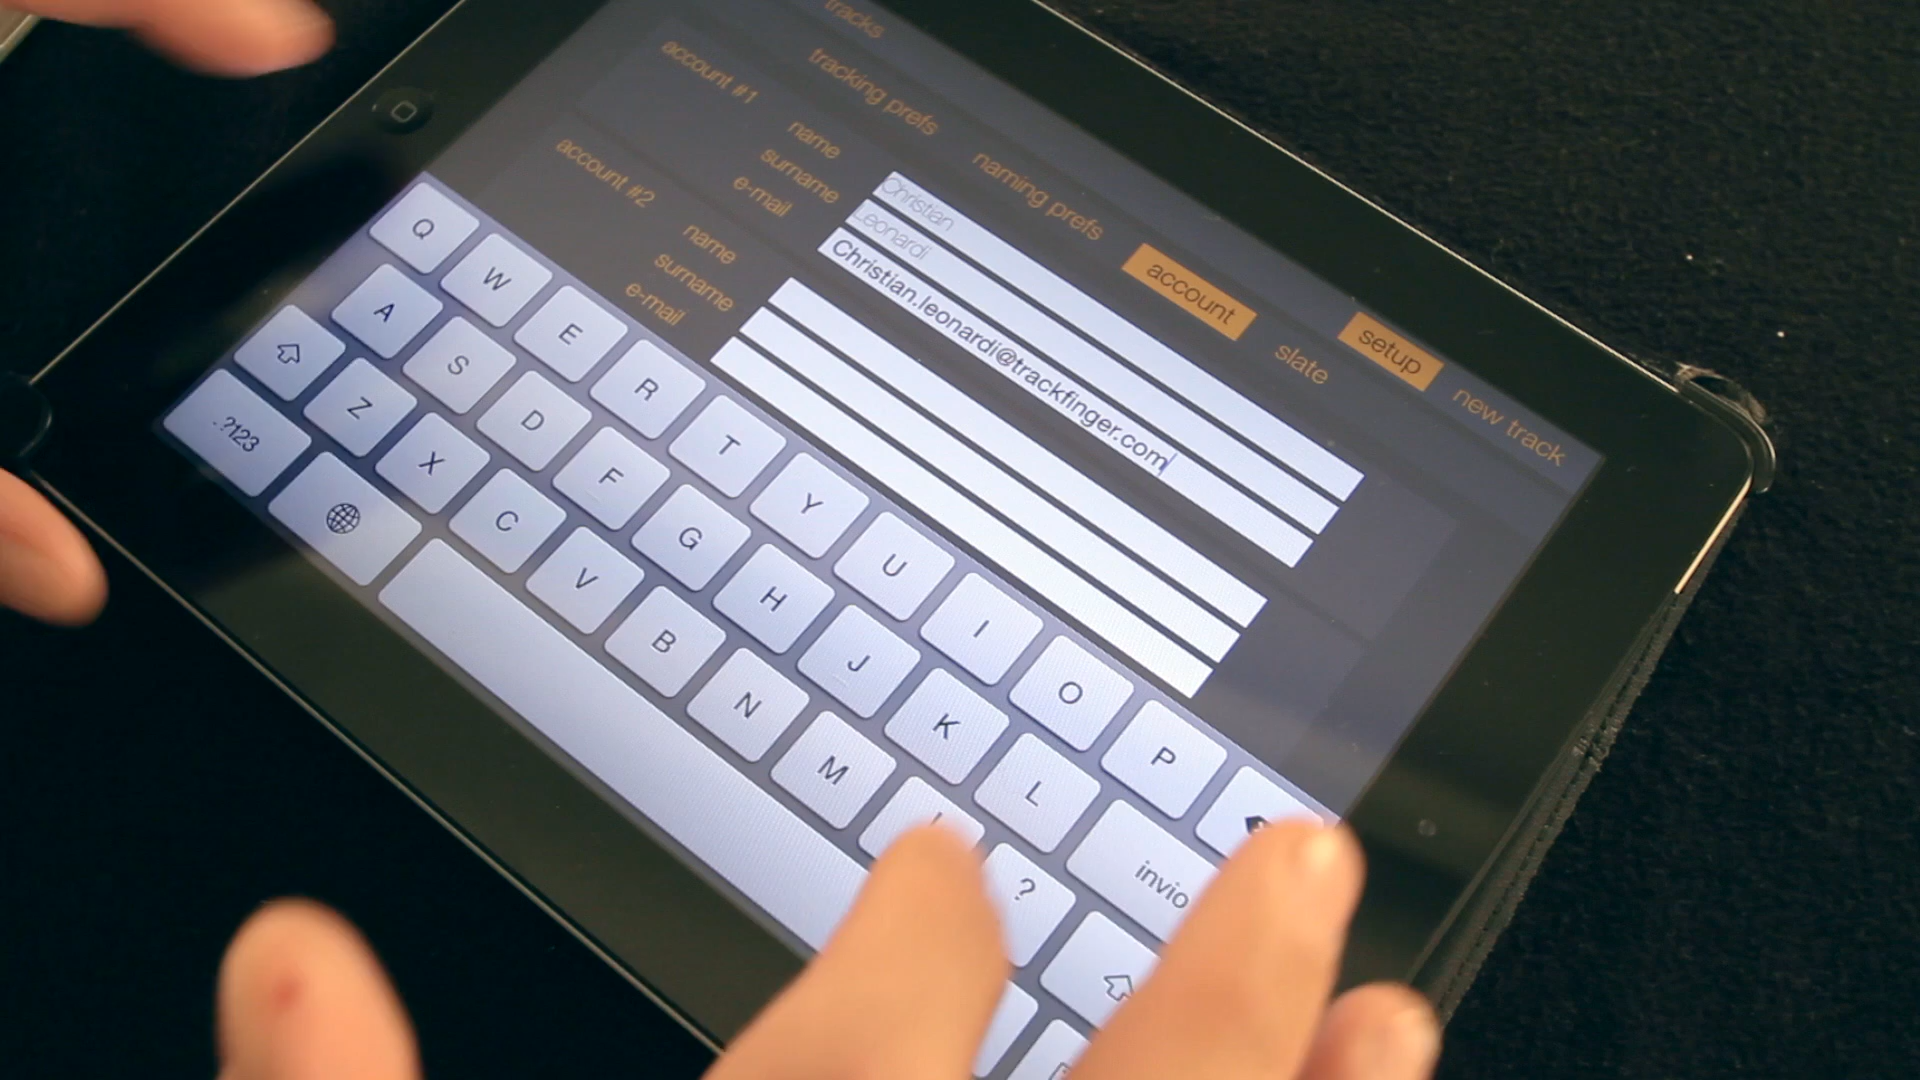 tracks
tracking prefs
naming prefs
account
slate
setup
new track
account #1
name
Christian
surname
Leonardi
e-mail
Christian.leonardi@trackfinger.com
account #2
name
surname
e-mail
Q W E R T Y U I O P
A S D F G H J K L invio
Z X C V B N M ! ?
.?123